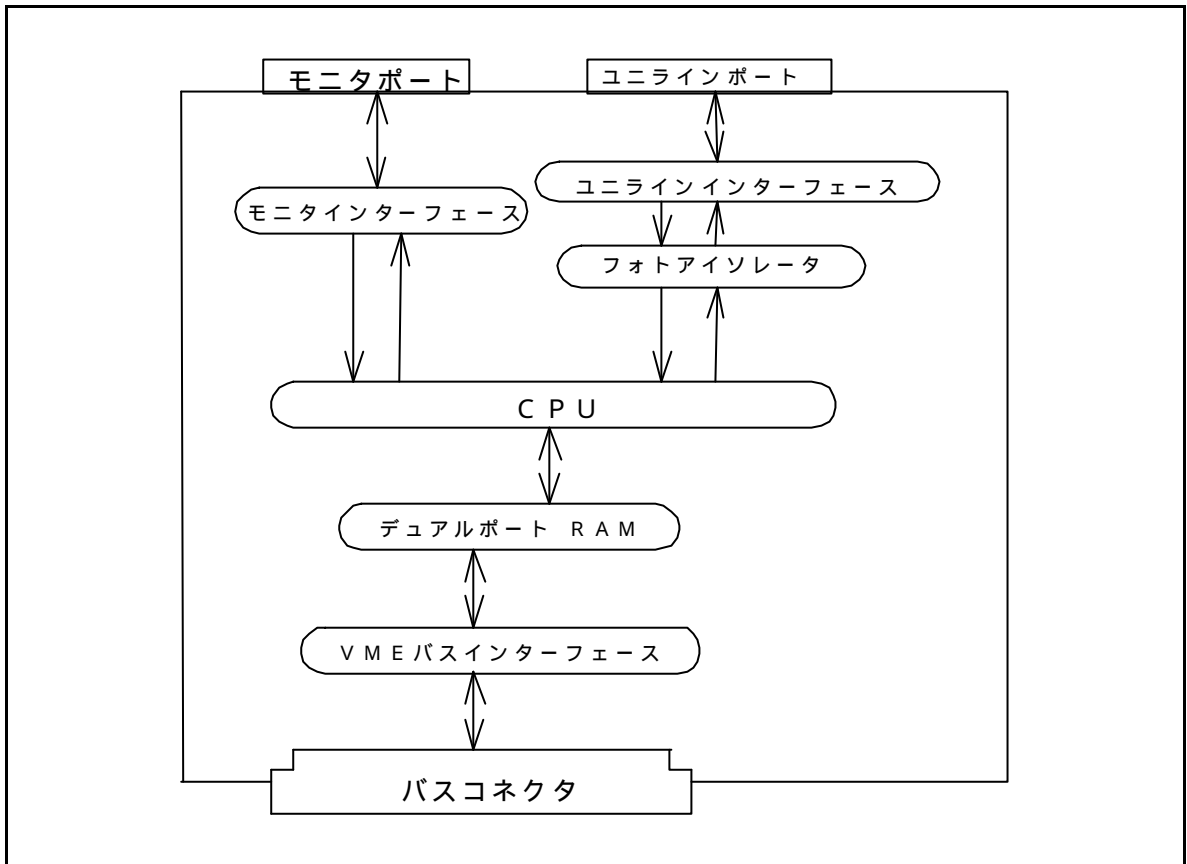 モニタポート
ユニラインポート
ユニラインインターフェース
モニタインターフェース
フォトアイソレータ
ＣＰＵ
デュアルポート ＲＡＭ
ＶＭＥバスインターフェース
バスコネクタ